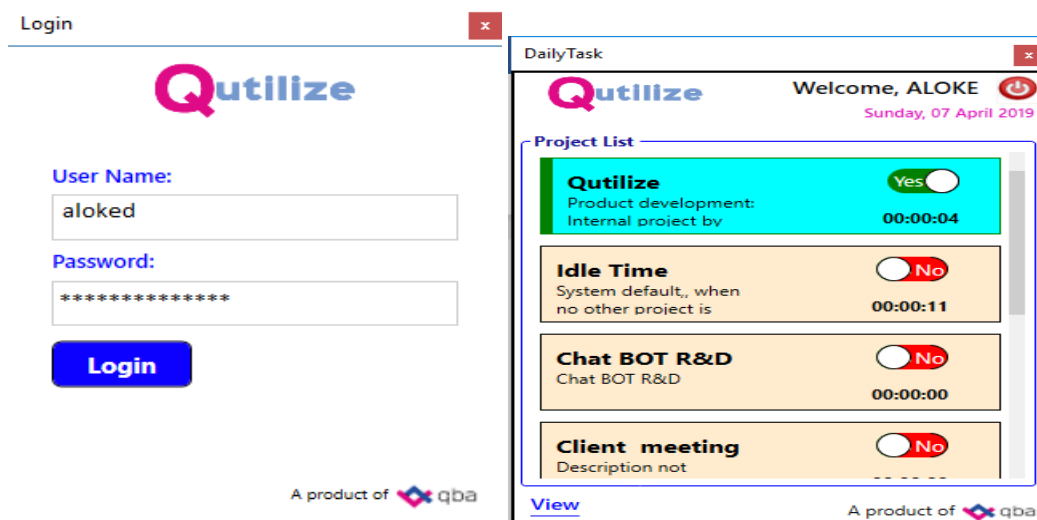 Login
x
Qutilize
User Name:
aloked
Password:
**************
Login
A product of qba
DailyTask
x
Qutilize
Welcome, ALOKE
Sunday, 07 April 2019
Project List
Qutilize
Yes
Product development:
Internal project by
00:00:04
Idle Time
No
System default,, when
no other project is
00:00:11
Chat BOT R&D
No
Chat BOT R&D
00:00:00
Client meeting
No
Description not
View
A product of qba